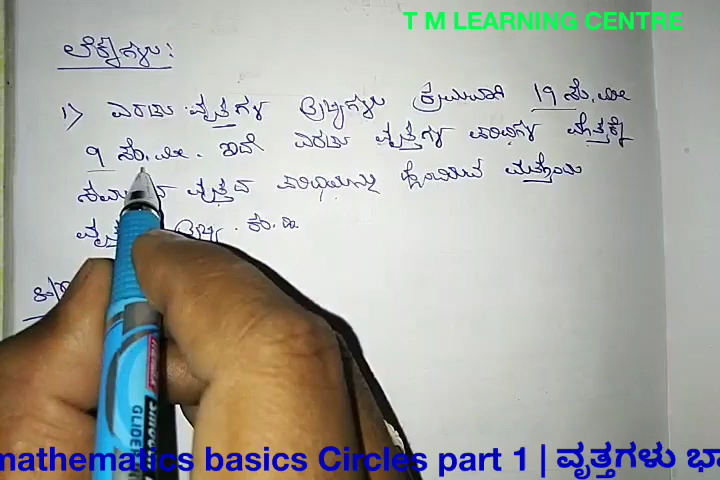 T M LEARNING CENTRE
ಲೆಕ್ಕಗಳು:
1) ಎರಡು ವೃತ್ತಗಳ ತ್ರಿಜ್ಯಗಳು ಕ್ರಮವಾಗಿ 19 ಸೆಂ.ಮೀ
9 ಸೆಂ.ಮೀ. ಇದೆ ಎರಡು ವೃತ್ತಗಳ ಪರಿಧಿಗಳ ಮೊತ್ತಕ್ಕೆ
ವೃತ್ತದ ಪರಿಧಿಯನ್ನು ಹೊಂದಿರುವ ಮತ್ತೊಂದು
ತ್ರಿಜ್ಯ. ಕಂ.ಹಿ.
mathematics basics Circles part 1 | ವೃತ್ತಗಳು